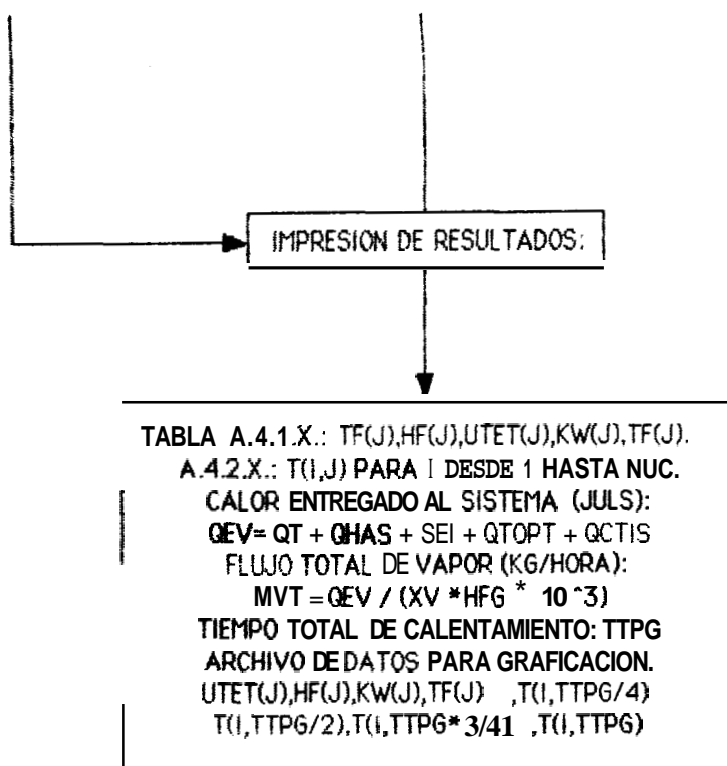 IMPRESION DE RESULTADOS:
TABLA A.4.1.X.: TF(J),HF(J),UTET(J),KW(J),TF(J).
A.4.2.X.: T(I,J) PARA I DESDE 1 HASTA NUC.
CALOR ENTREGADO AL SISTEMA (JULS):
QEV= QT + QHAS + SEI + QTOPT + QCTIS
FLUJO TOTAL DE VAPOR (KG/HORA):
MVT = QEV / (XV *HFG * 10 ^3)
TIEMPO TOTAL DE CALENTAMIENTO: TTPG
ARCHIVO DE DATOS PARA GRAFICACION.
UTET(J),HF(J),KW(J),TF(J) ,T(I,TTPG/4)
T(I,TTPG/2),T(i,TTPG* 3/41 ,T(I,TTPG)